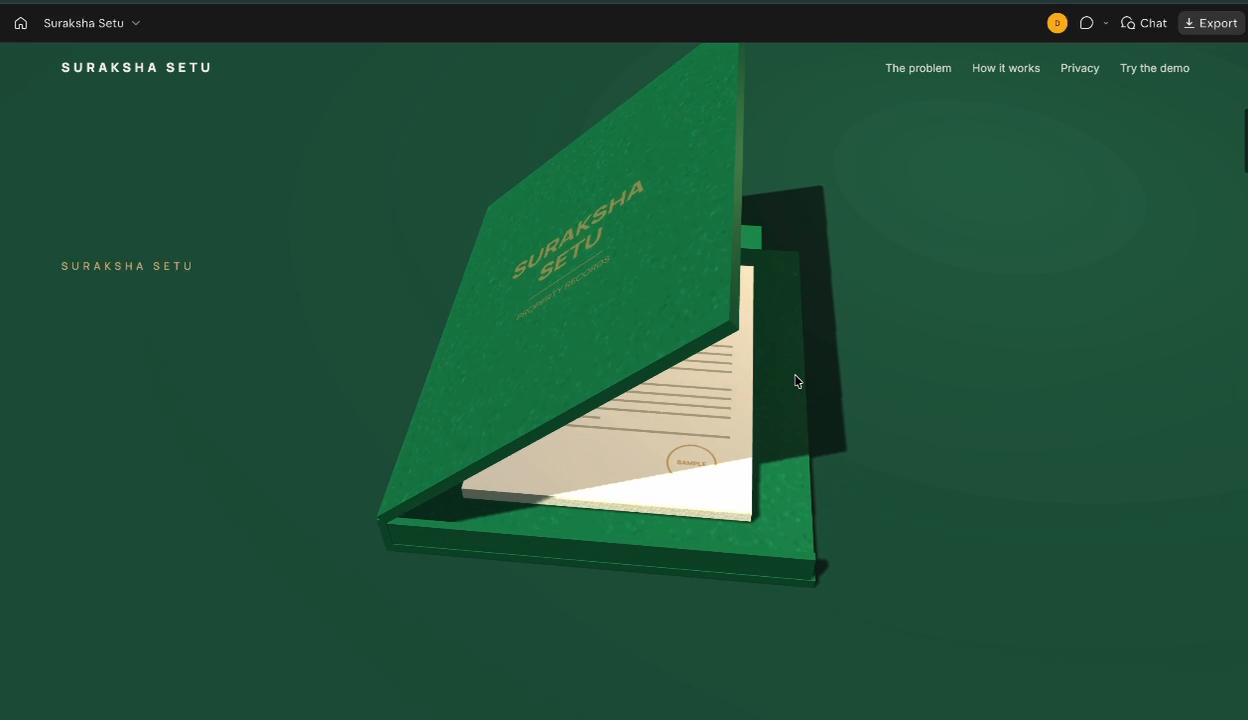 Suraksha Setu
D
Chat
Export
SURAKSHA SETU
The problem
How it works
Privacy
Try the demo
SURAKSHA SETU
SURAKSHA
SETU
PROPERTY RECORDS
SAMPLE